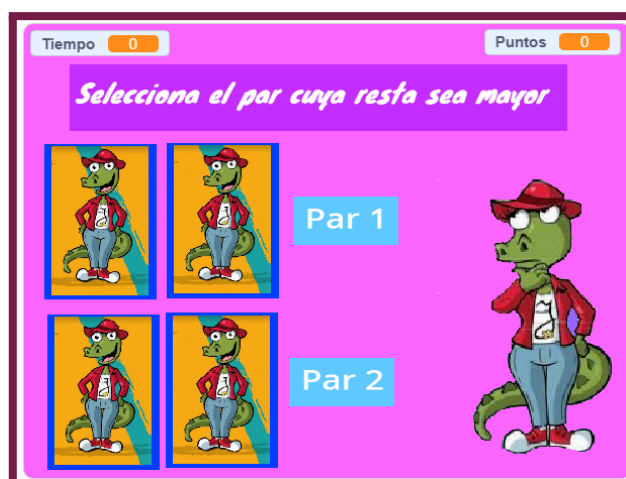 Tiempo 0
Puntos 0
Selecciona el par cuya resta sea mayor
Par 1
Par 2